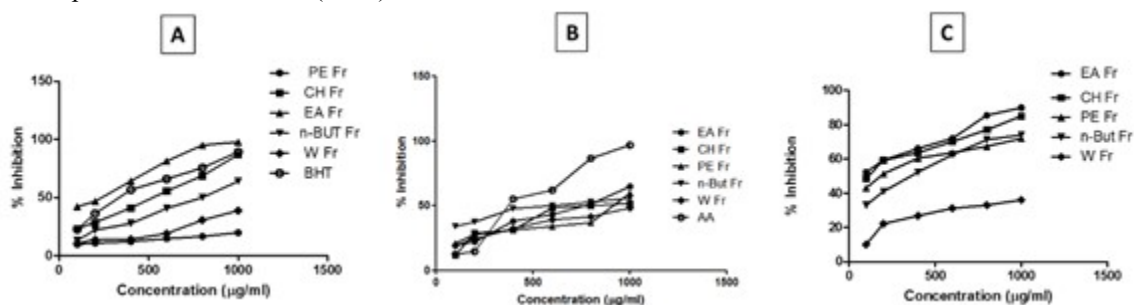 A
B
C
150
100
50
0
% Inhibition
0
500
1000
1500
Concentration (µg/ml)
PE Fr
CH Fr
EA Fr
n-BUT Fr
W Fr
BHT
150
100
50
0
% Inhibition
0
500
1000
1500
Concentration (µg/ml)
EA Fr
CH Fr
PE Fr
n-But Fr
W Fr
AA
100
80
60
40
20
0
% Inhibition
0
500
1000
1500
Concentration (µg/ml)
EA Fr
CH Fr
PE Fr
n-But Fr
W Fr